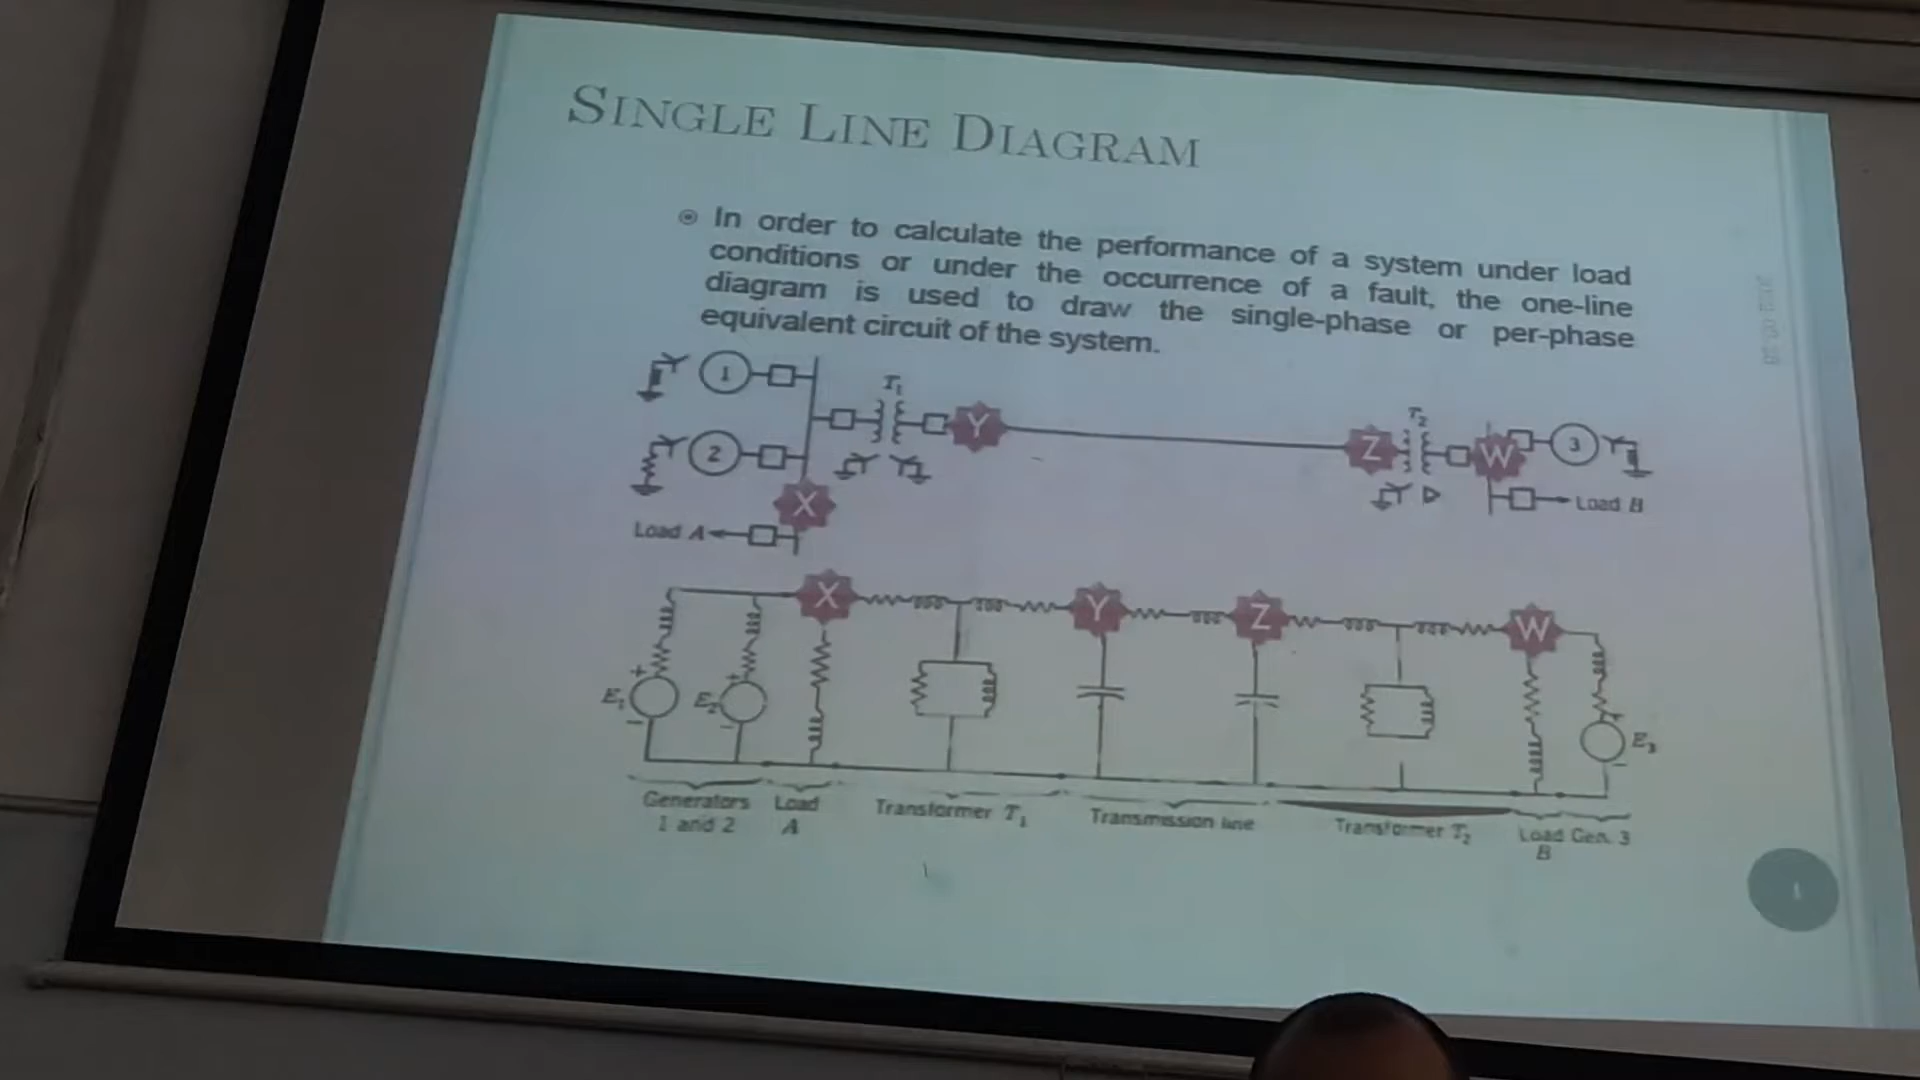 SINGLE LINE DIAGRAM
In order to calculate the performance of a system under load
conditions or under the occurrence of a fault, the one-line
diagram is used to draw the single-phase or per-phase
equivalent circuit of the system.
1
T₁
Y
2
X
Load A
Z
T₂
W
3
Load B
X
Y
Z
W
+
E₁
-
+
E₂
-
+
E₃
-
Generators
1 and 2
Load
A
Transformer T₁
Transmission line
Transformer T₂
Load Gen. 3
B
1